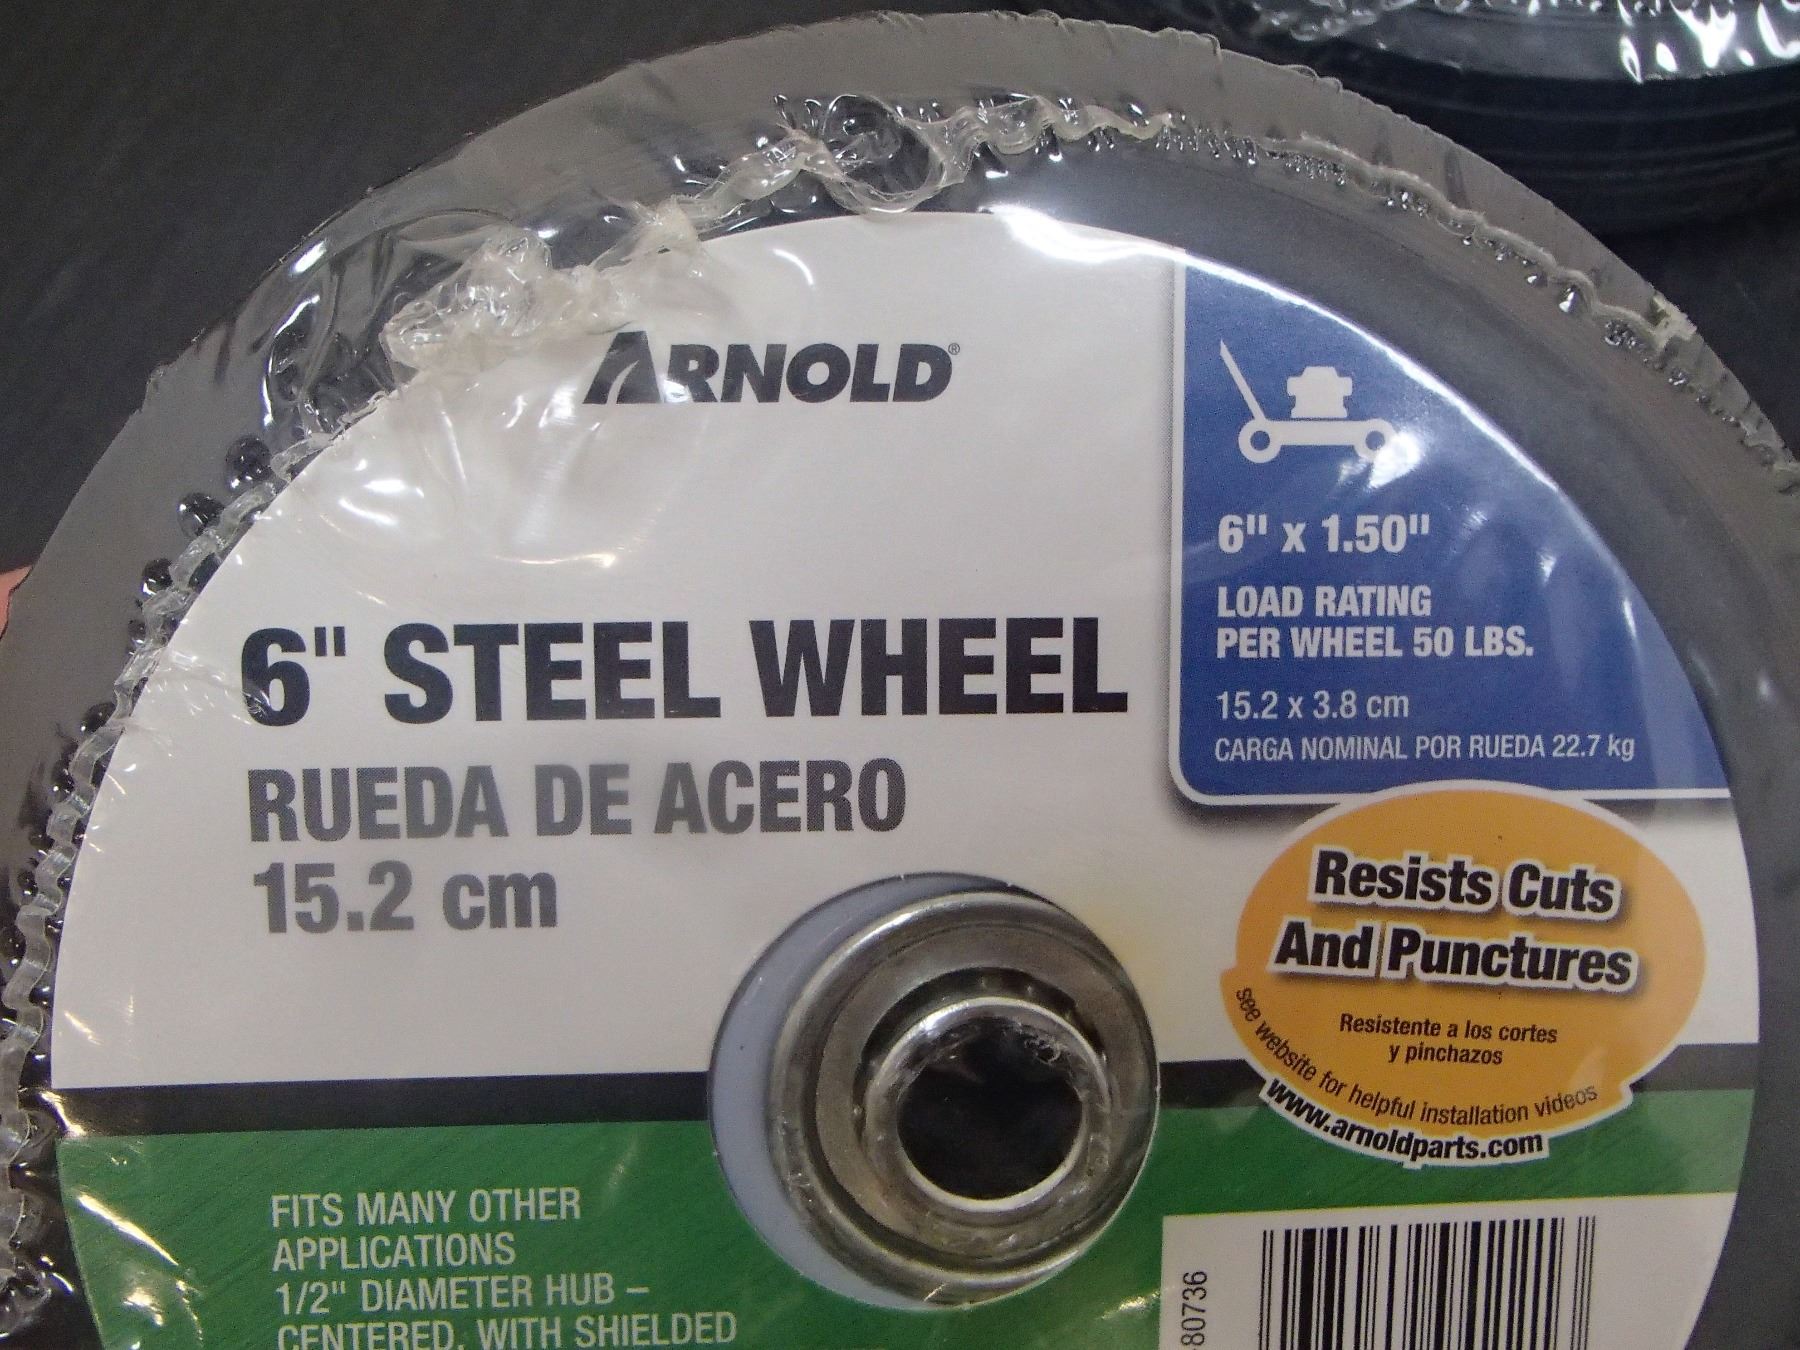 ARNOLD®
6" x 1.50"
LOAD RATING
PER WHEEL 50 LBS.
15.2 x 3.8 cm
CARGA NOMINAL POR RUEDA 22.7 kg
6" STEEL WHEEL
RUEDA DE ACERO
15.2 cm
Resists Cuts
And Punctures
Resistente a los cortes
y pinchazos
see website for helpful installation videos
www.arnoldparts.com
FITS MANY OTHER
APPLICATIONS
1/2" DIAMETER HUB –
CENTERED, WITH SHIELDED
-80736